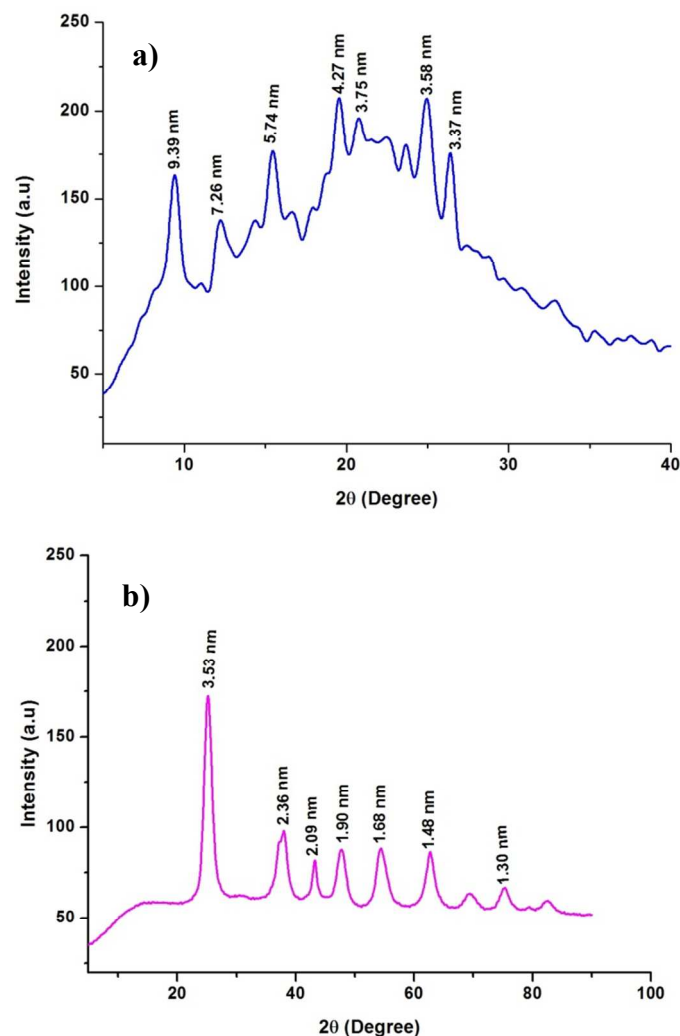 a)
250
200
150
100
50
9.39 nm
7.26 nm
5.74 nm
4.27 nm
3.75 nm
3.58 nm
3.37 nm
Intensity (a.u)
10
20
30
40
2θ (Degree)
b)
250
200
150
100
50
3.53 nm
2.36 nm
2.09 nm
1.90 nm
1.68 nm
1.48 nm
1.30 nm
Intensity (a.u)
20
40
60
80
100
2θ (Degree)